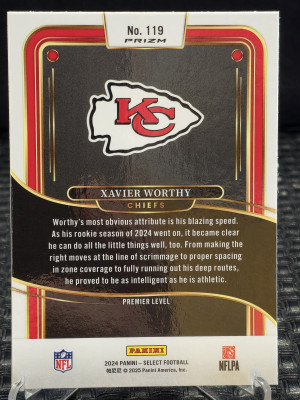 No. 119
PRIZM
KC
XAVIER WORTHY
CHIEFS
Worthy's most obvious attribute is his blazing speed.
As his rookie season of 2024 went on, it became clear
he can do all the little things well, too. From making the
right moves at the line of scrimmage to proper spacing
in zone coverage to fully running out his deep routes,
he proved to be as intelligent as he is athletic.
PREMIER LEVEL
PANINI
NFL
2024 PANINI – SELECT FOOTBALL
帕尼尼 © 2025 Panini America, Inc.
NFLPA